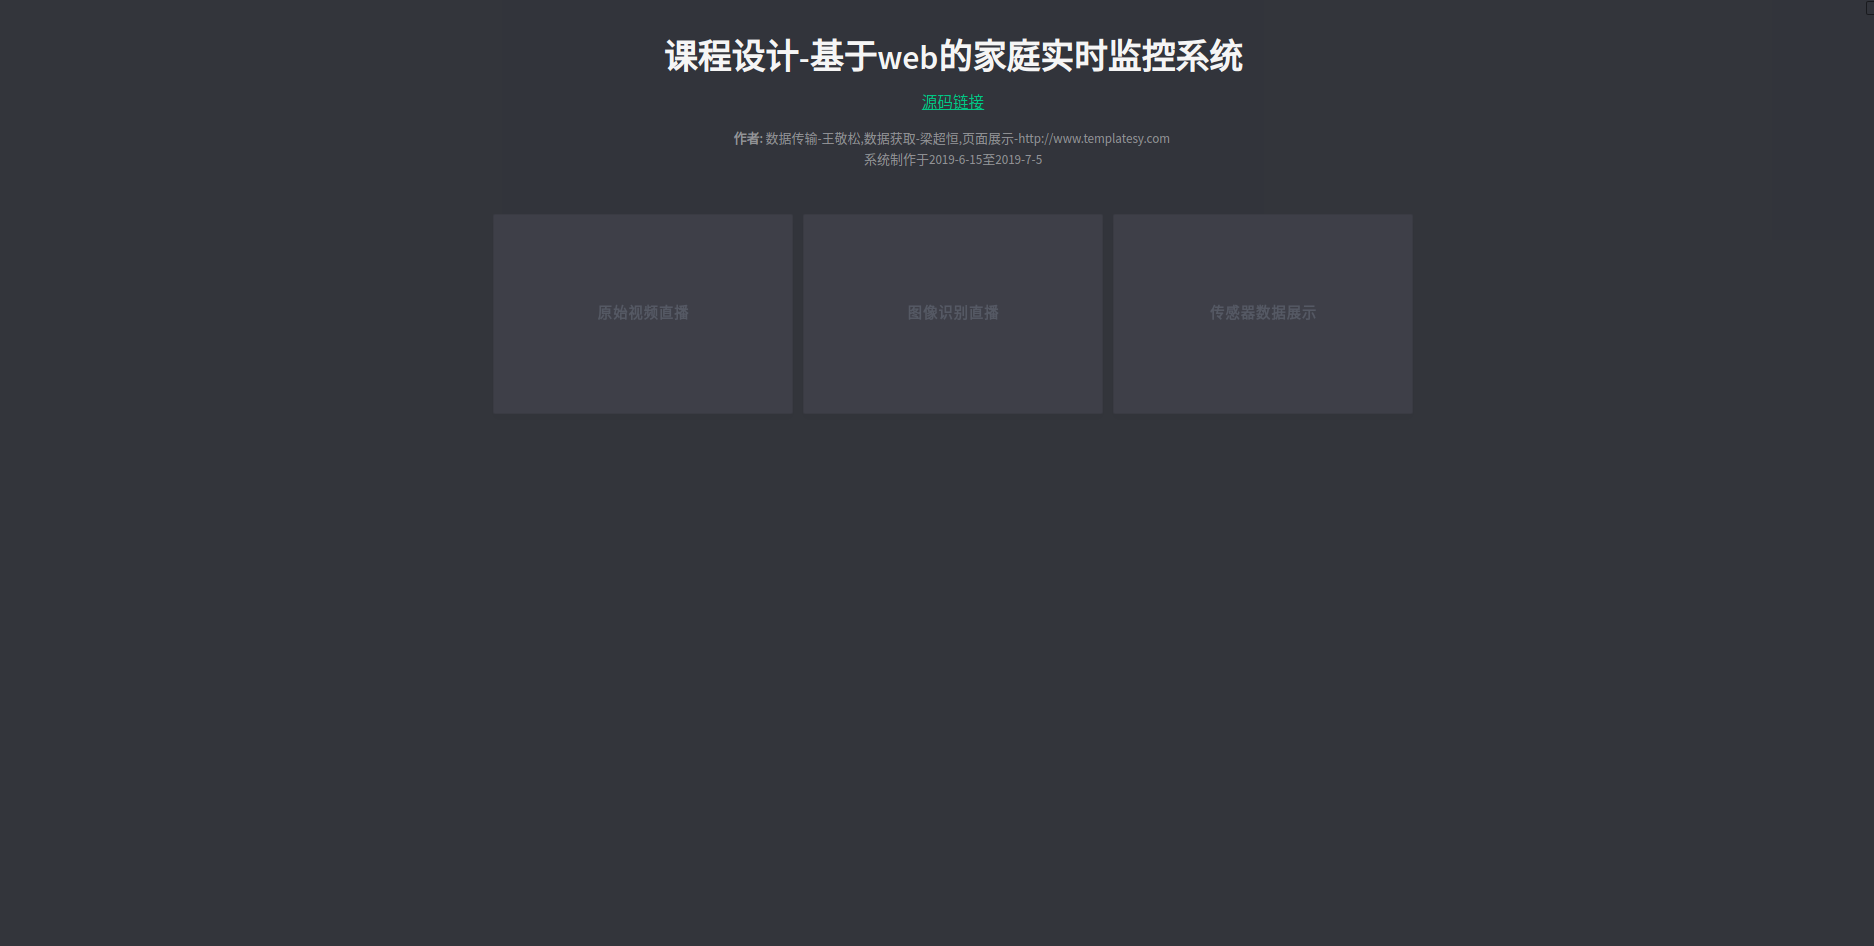 课程设计-基于web的家庭实时监控系统
源码链接
作者: 数据传输-王敬松,数据获取-梁超恒,页面展示-http://www.templatesy.com
系统制作于2019-6-15至2019-7-5
原始视频直播
图像识别直播
传感器数据展示